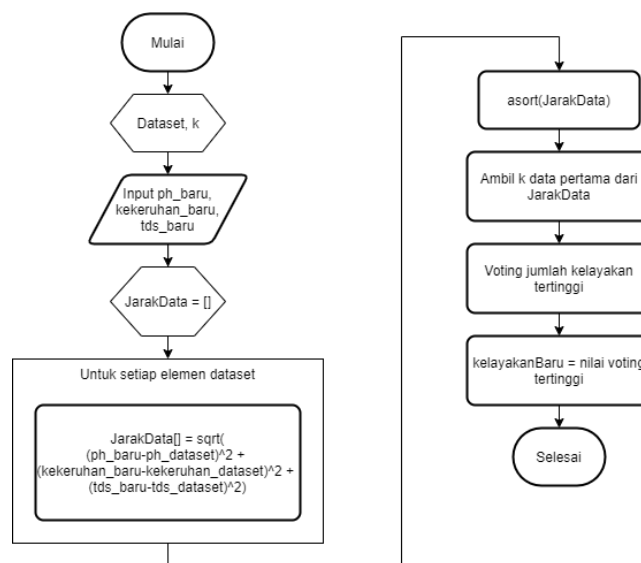 Mulai
Dataset, k
Input ph_baru,
kekeruhan_baru,
tds_baru
JarakData = []
Untuk setiap elemen dataset
JarakData[] = sqrt(
(ph_baru-ph_dataset)^2 +
(kekeruhan_baru-kekeruhan_dataset)^2 +
(tds_baru-tds_dataset)^2)
asort(JarakData)
Ambil k data pertama dari
JarakData
Voting jumlah kelayakan
tertinggi
kelayakanBaru = nilai voting
tertinggi
Selesai